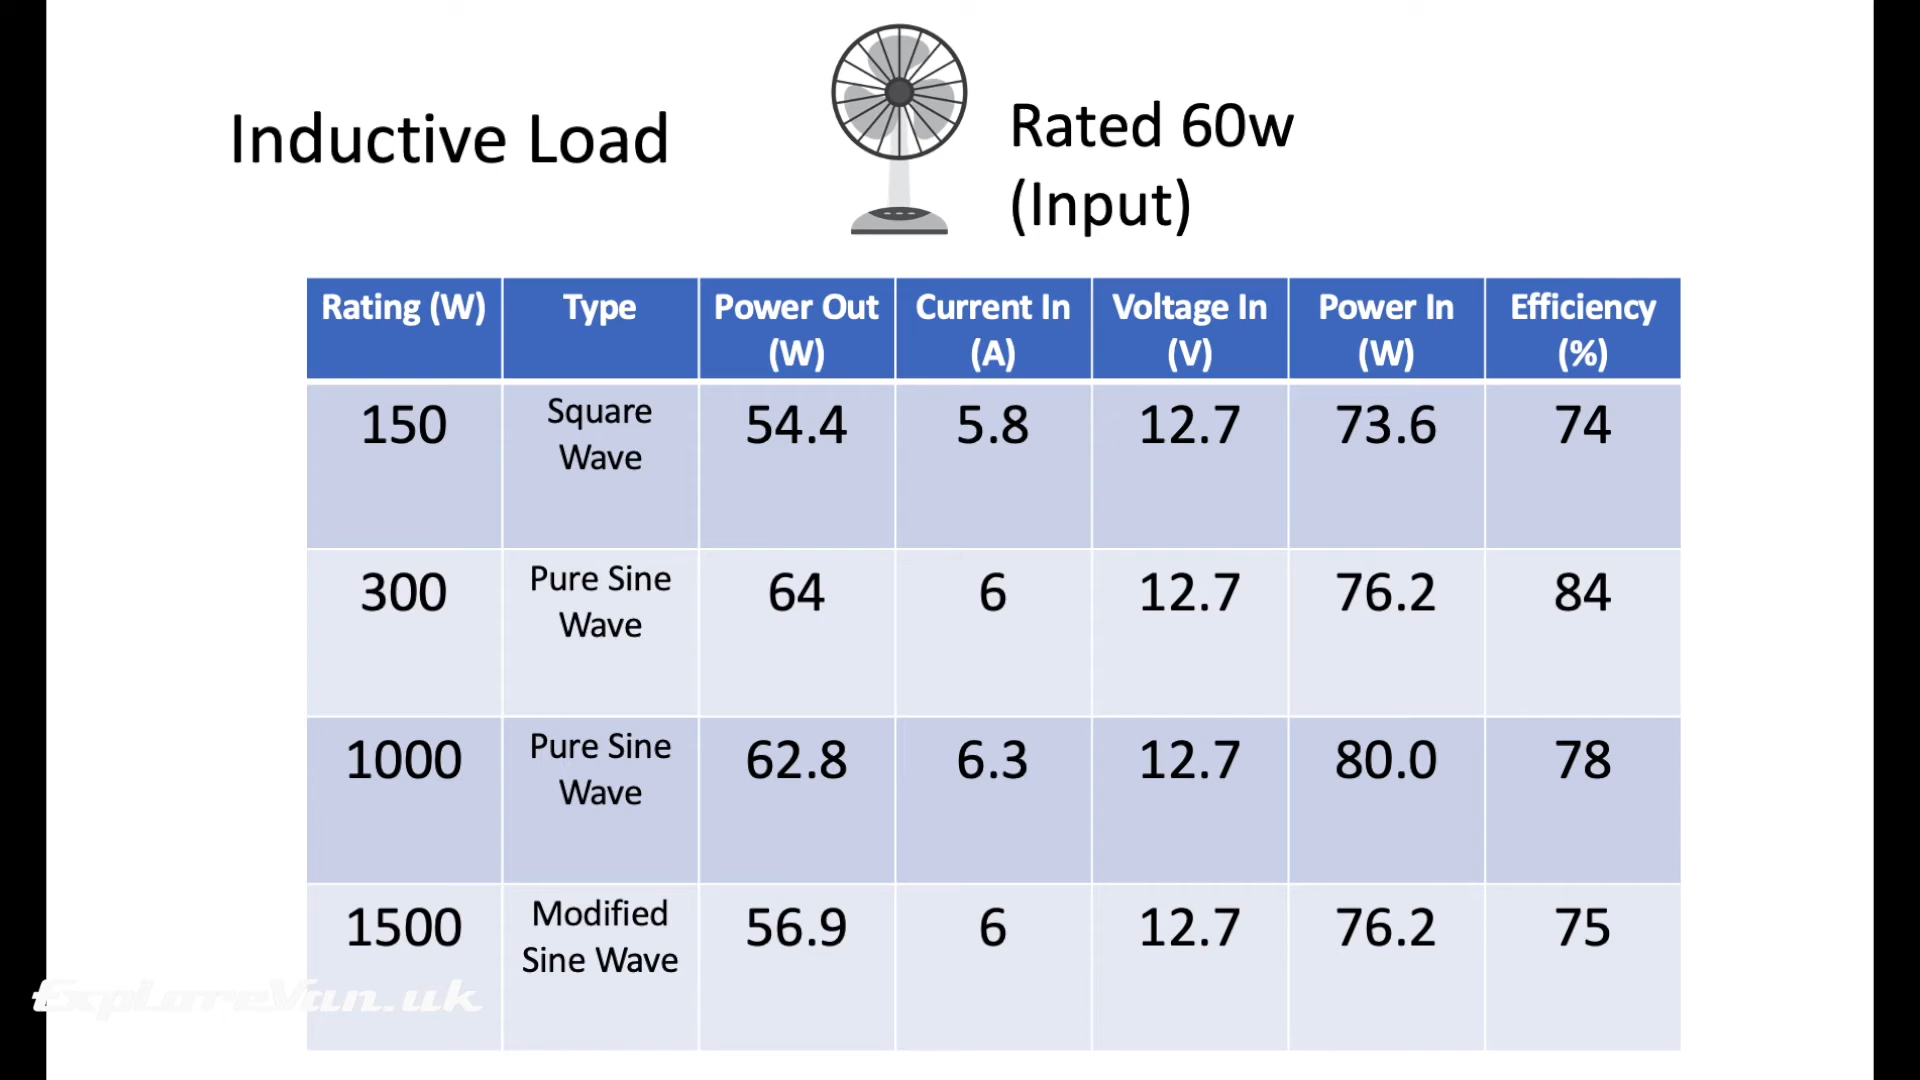 Inductive Load
Rated 60w
(Input)
Rating (W) Type Power Out (W) Current In (A) Voltage In (V) Power In (W) Efficiency (%)
150 Square Wave 54.4 5.8 12.7 73.6 74
300 Pure Sine Wave 64 6 12.7 76.2 84
1000 Pure Sine Wave 62.8 6.3 12.7 80.0 78
1500 Modified Sine Wave 56.9 6 12.7 76.2 75
ExploreVan.uk